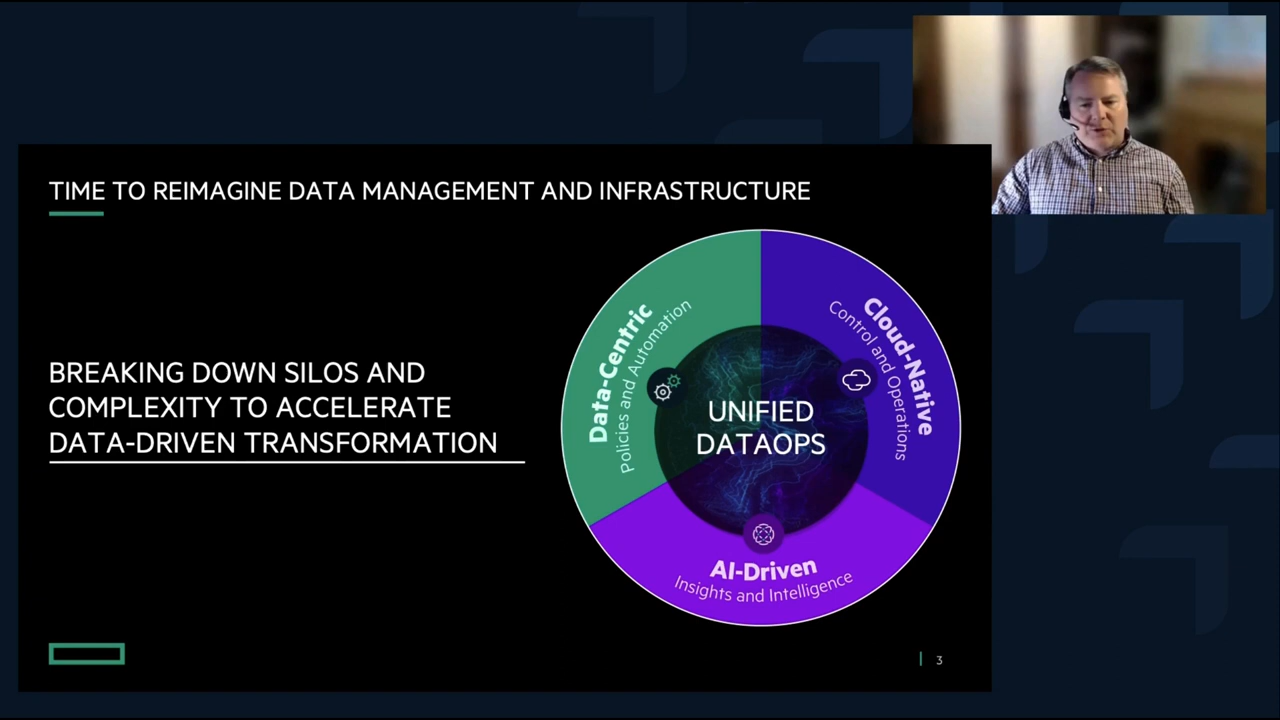 TIME TO REIMAGINE DATA MANAGEMENT AND INFRASTRUCTURE
BREAKING DOWN SILOS AND
COMPLEXITY TO ACCELERATE
DATA-DRIVEN TRANSFORMATION
Data-Centric
Policies and Automation
Cloud-Native
Control and Operations
UNIFIED
DATAOPS
AI-Driven
Insights and Intelligence
3